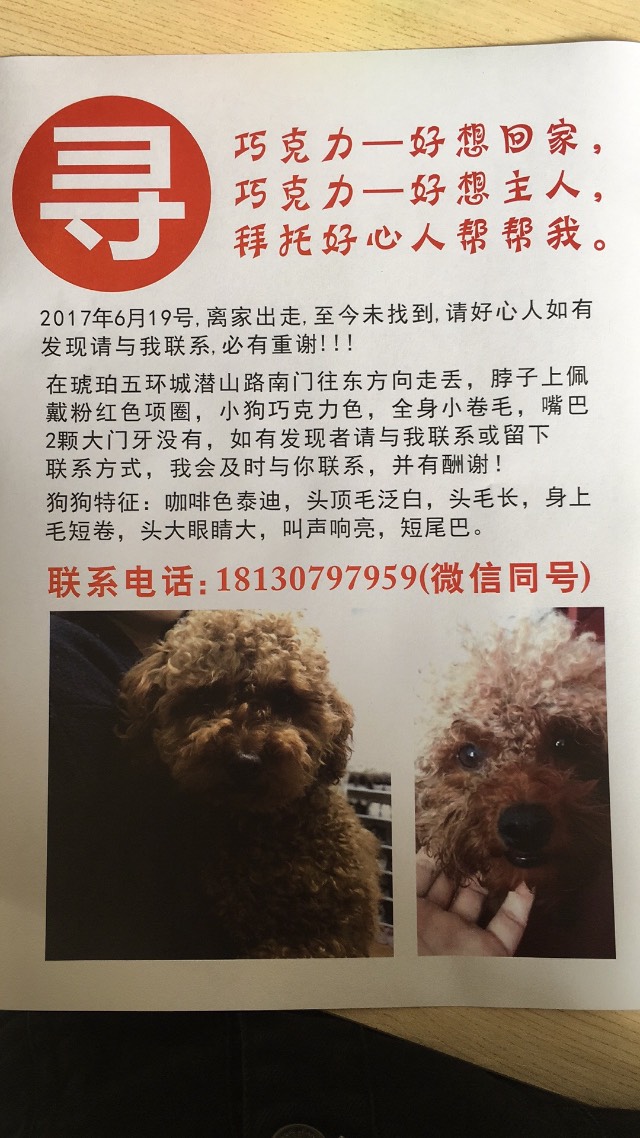 寻
巧克力—好想回家，
巧克力—好想主人，
拜托好心人帮帮我。
2017年6月19号,离家出走,至今未找到,请好心人如有
发现请与我联系,必有重谢!!!
在琥珀五环城潜山路南门往东方向走丢，脖子上佩
戴粉红色项圈，小狗巧克力色，全身小卷毛，嘴巴
2颗大门牙没有，如有发现者请与我联系或留下
联系方式，我会及时与你联系，并有酬谢！
狗狗特征：咖啡色泰迪，头顶毛泛白，头毛长，身上
毛短卷，头大眼睛大，叫声响亮，短尾巴。
联系电话：18130797959(微信同号)